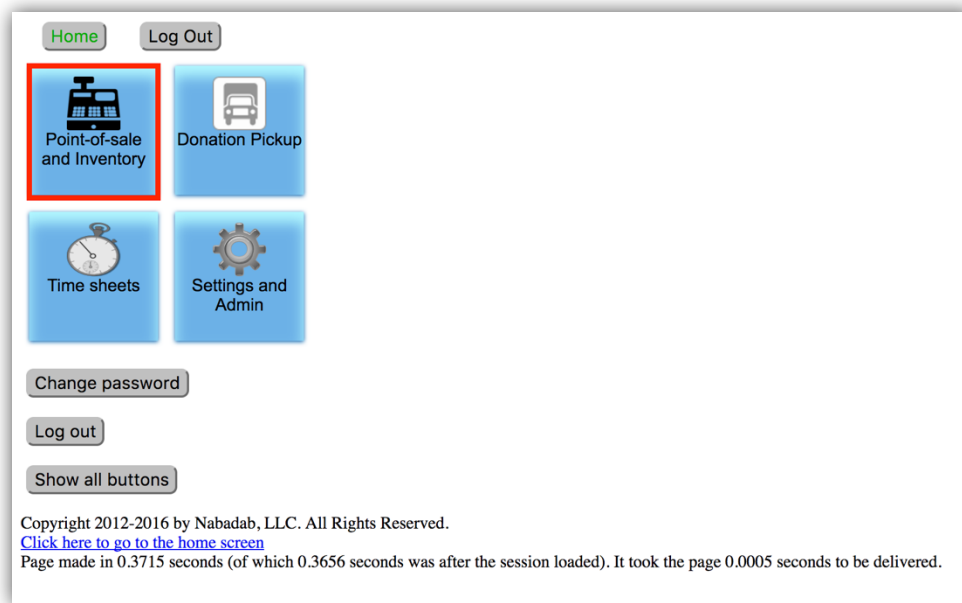 Home Log Out
Point-of-sale
and Inventory
Donation Pickup
Time sheets
Settings and
Admin
Change password
Log out
Show all buttons
Copyright 2012-2016 by Nabadab, LLC. All Rights Reserved.
Click here to go to the home screen
Page made in 0.3715 seconds (of which 0.3656 seconds was after the session loaded). It took the page 0.0005 seconds to be delivered.